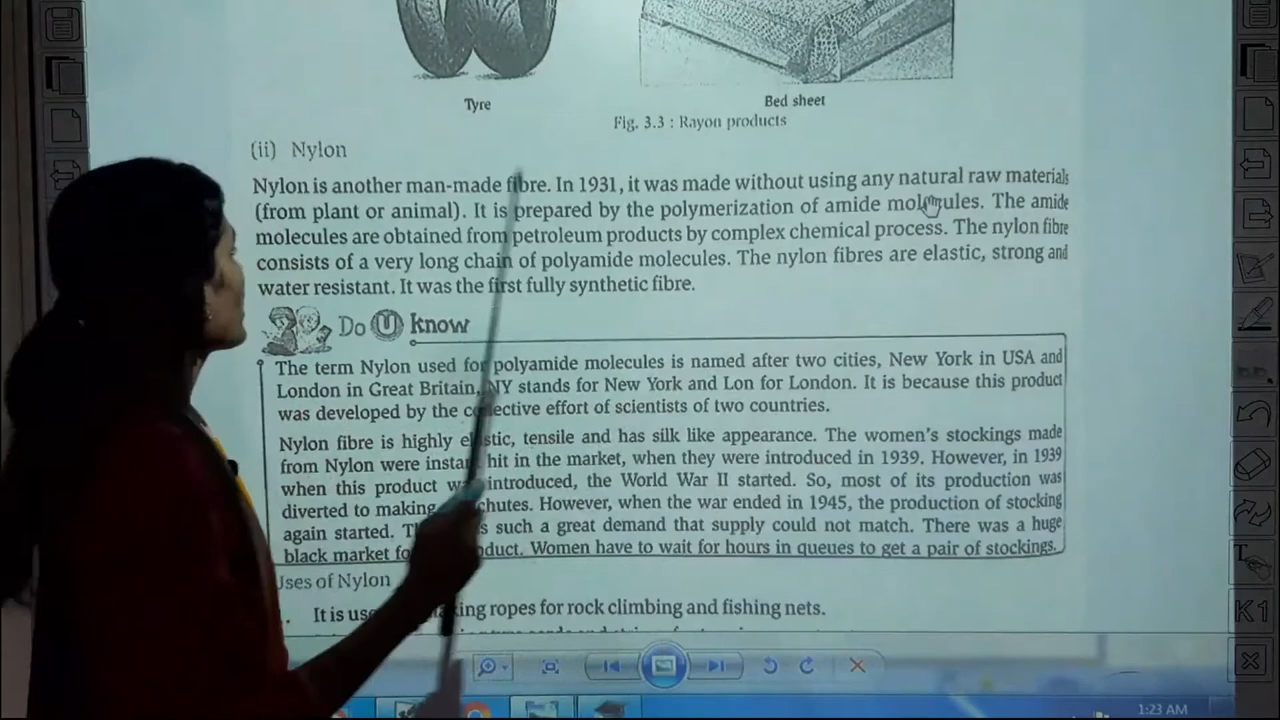 Tyre
Bed sheet
Fig. 3.3 : Rayon products
(ii) Nylon
Nylon is another man-made fibre. In 1931, it was made without using any natural raw materials
(from plant or animal). It is prepared by the polymerization of amide molecules. The amide
molecules are obtained from petroleum products by complex chemical process. The nylon fibre
consists of a very long chain of polyamide molecules. The nylon fibres are elastic, strong and
water resistant. It was the first fully synthetic fibre.
Do U know
The term Nylon used for polyamide molecules is named after two cities, New York in USA and
London in Great Britain, NY stands for New York and Lon for London. It is because this product
was developed by the collective effort of scientists of two countries.
Nylon fibre is highly elastic, tensile and has silk like appearance. The women's stockings made
from Nylon were instant hit in the market, when they were introduced in 1939. However, in 1939
when this product was introduced, the World War II started. So, most of its production was
diverted to making chutes. However, when the war ended in 1945, the production of stocking
again started. such a great demand that supply could not match. There was a huge
black market Women have to wait for hours in queues to get a pair of stockings.
Uses of Nylon
It is ropes for rock climbing and fishing nets.
1:23 AM
K1